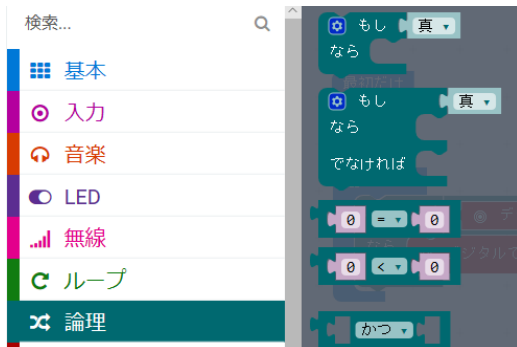 検索...
基本
入力
音楽
LED
無線
ループ
論理
もし 真
なら
もし 真
なら
でなければ
0 = 0
0 < 0
かつ